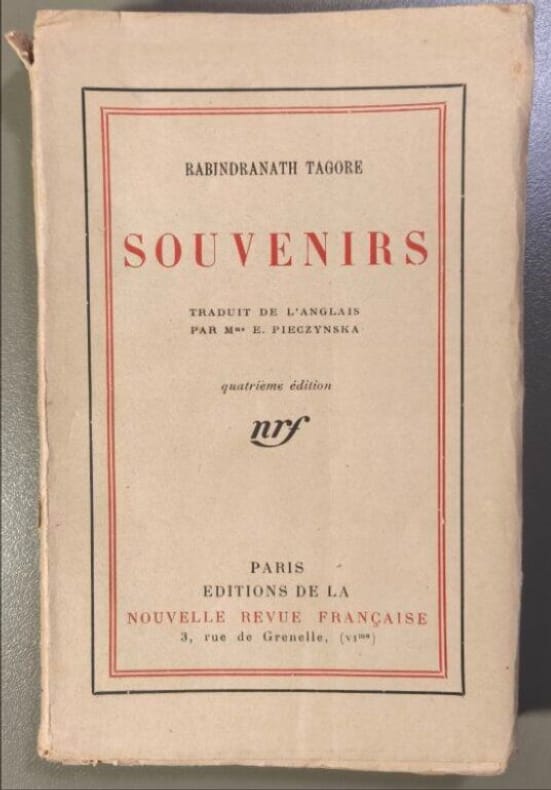 RABINDRANATH TAGORE
SOUVENIRS
TRADUIT DE L'ANGLAIS
PAR Mme E. PIECZYNSKA
quatrième édition
nrf
PARIS
EDITIONS DE LA
NOUVELLE REVUE FRANÇAISE
3, rue de Grenelle, (VIme)